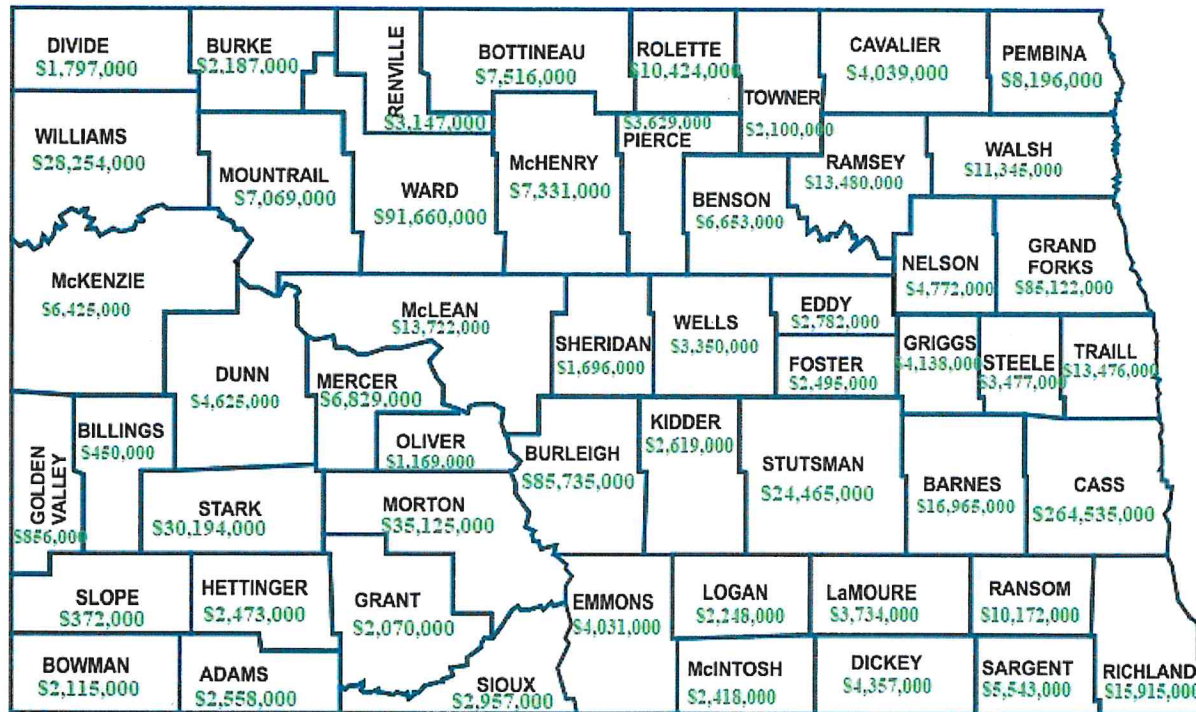 DIVIDE
$1,797,000
BURKE
$2,187,000
RENVILLE
$3,147,000
BOTTINEAU
$7,516,000
ROLETTE
$10,424,000
TOWNER
$2,100,000
CAVALIER
$4,039,000
PEMBINA
$8,196,000
WILLIAMS
$28,254,000
MOUNTRAIL
$7,069,000
WARD
$91,660,000
McHENRY
$7,331,000
$3,629,000
PIERCE
BENSON
$6,653,000
RAMSEY
$13,480,000
WALSH
$11,345,000
McKENZIE
$6,425,000
McLEAN
$13,722,000
SHERIDAN
$1,696,000
WELLS
$3,350,000
EDDY
$2,782,000
FOSTER
$2,495,000
NELSON
$4,772,000
GRAND
FORKS
$85,122,000
GRIGGS
$4,138,000
STEELE
$3,477,000
TRAILL
$13,476,000
DUNN
$4,625,000
MERCER
$6,829,000
OLIVER
$1,169,000
GOLDEN
VALLEY
$856,000
BILLINGS
$450,000
STARK
$30,194,000
MORTON
$35,125,000
BURLEIGH
$85,735,000
KIDDER
$2,619,000
STUTSMAN
$24,465,000
BARNES
$16,965,000
CASS
$264,535,000
SLOPE
$372,000
HETTINGER
$2,473,000
GRANT
$2,070,000
EMMONS
$4,031,000
LOGAN
$2,248,000
LaMOURE
$3,734,000
RANSOM
$10,172,000
BOWMAN
$2,115,000
ADAMS
$2,558,000
SIOUX
$2,957,000
McINTOSH
$2,418,000
DICKEY
$4,357,000
SARGENT
$5,543,000
RICHLAND
$15,915,000